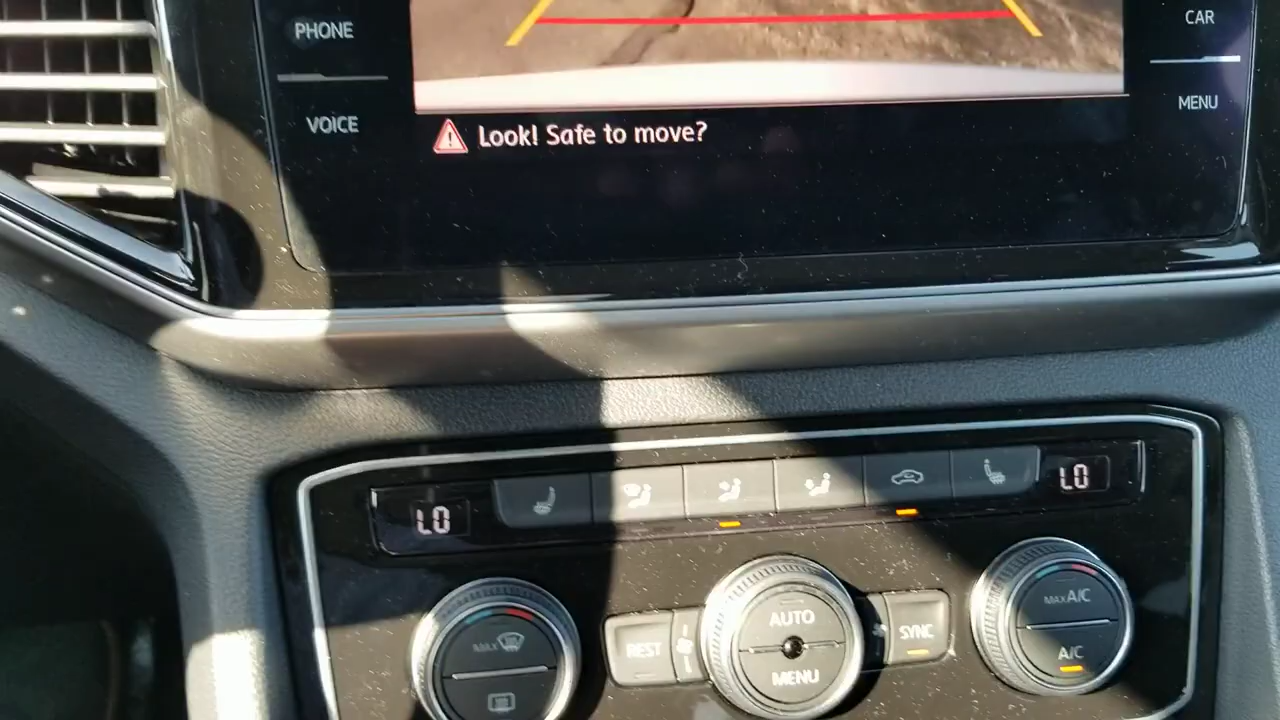 PHONE
CAR
VOICE
MENU
Look! Safe to move?
LO
LO
MAX
REST
AUTO
MENU
SYNC
MAX A/C
A/C